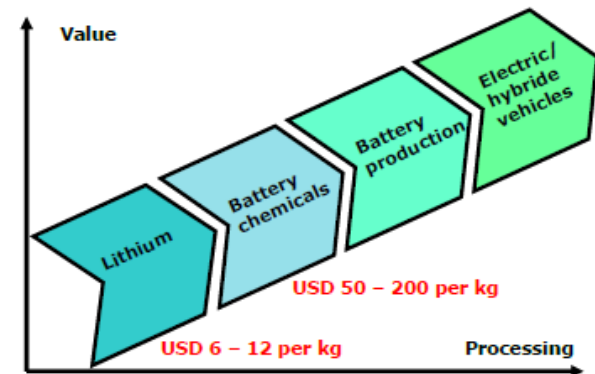 Value
Electric/
hybride
vehicles
Battery
production
Battery
chemicals
Lithium
USD 50 – 200 per kg
USD 6 – 12 per kg
Processing